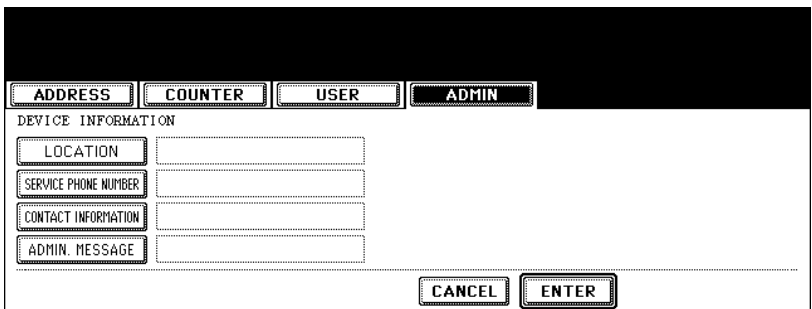 ADDRESS COUNTER USER ADMIN
DEVICE INFORMATION
LOCATION
SERVICE PHONE NUMBER
CONTACT INFORMATION
ADMIN. MESSAGE
CANCEL ENTER